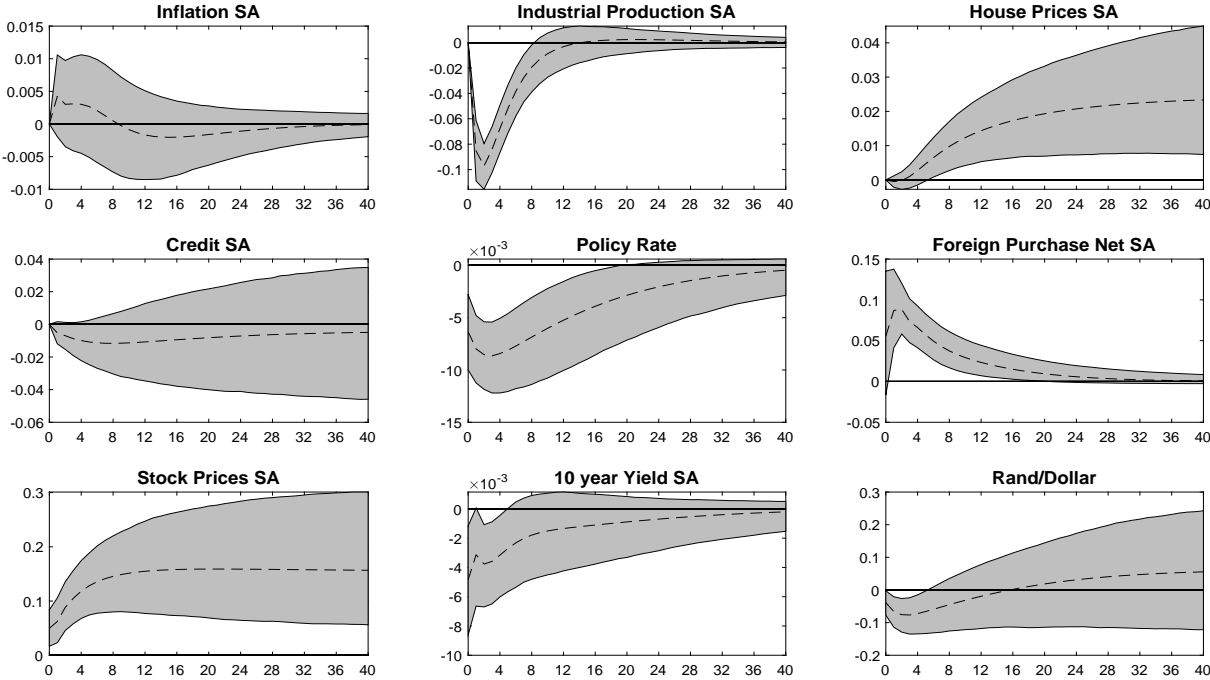 Inflation SA
0.015
0.01
0.005
0
-0.005
-0.01
0 4 8 12 16 20 24 28 32 36 40
Industrial Production SA
0
-0.02
-0.04
-0.06
-0.08
-0.1
0 4 8 12 16 20 24 28 32 36 40
House Prices SA
0.04
0.03
0.02
0.01
0
0 4 8 12 16 20 24 28 32 36 40
Credit SA
0.04
0.02
0
-0.02
-0.04
-0.06
0 4 8 12 16 20 24 28 32 36 40
Policy Rate
×10-3
0
-5
-10
-15
0 4 8 12 16 20 24 28 32 36 40
Foreign Purchase Net SA
0.15
0.1
0.05
0
0.05
0 4 8 12 16 20 24 28 32 36 40
Stock Prices SA
0.3
0.2
0.1
0
0 4 8 12 16 20 24 28 32 36 40
10 year Yield SA
×10-3
0
-2
-4
-6
-8
-10
0 4 8 12 16 20 24 28 32 36 40
Rand/Dollar
0.3
0.2
0.1
0
-0.1
-0.2
0 4 8 12 16 20 24 28 32 36 40